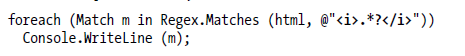 foreach (Match m in Regex.Matches (html, @"<i>.*?</i>"))
  Console.WriteLine (m);